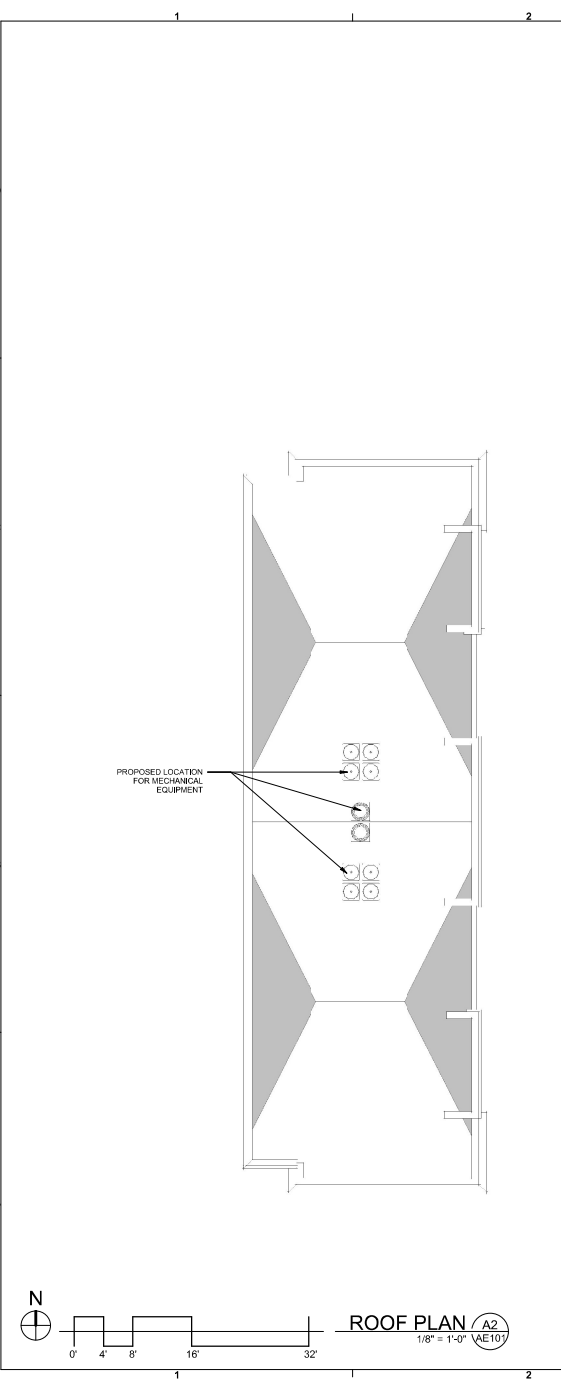 1 2
PROPOSED LOCATION
FOR MECHANICAL
EQUIPMENT
N
0' 4' 8' 16' 32'
ROOF PLAN
1/8" = 1'-0"
A2
AE101
1 2